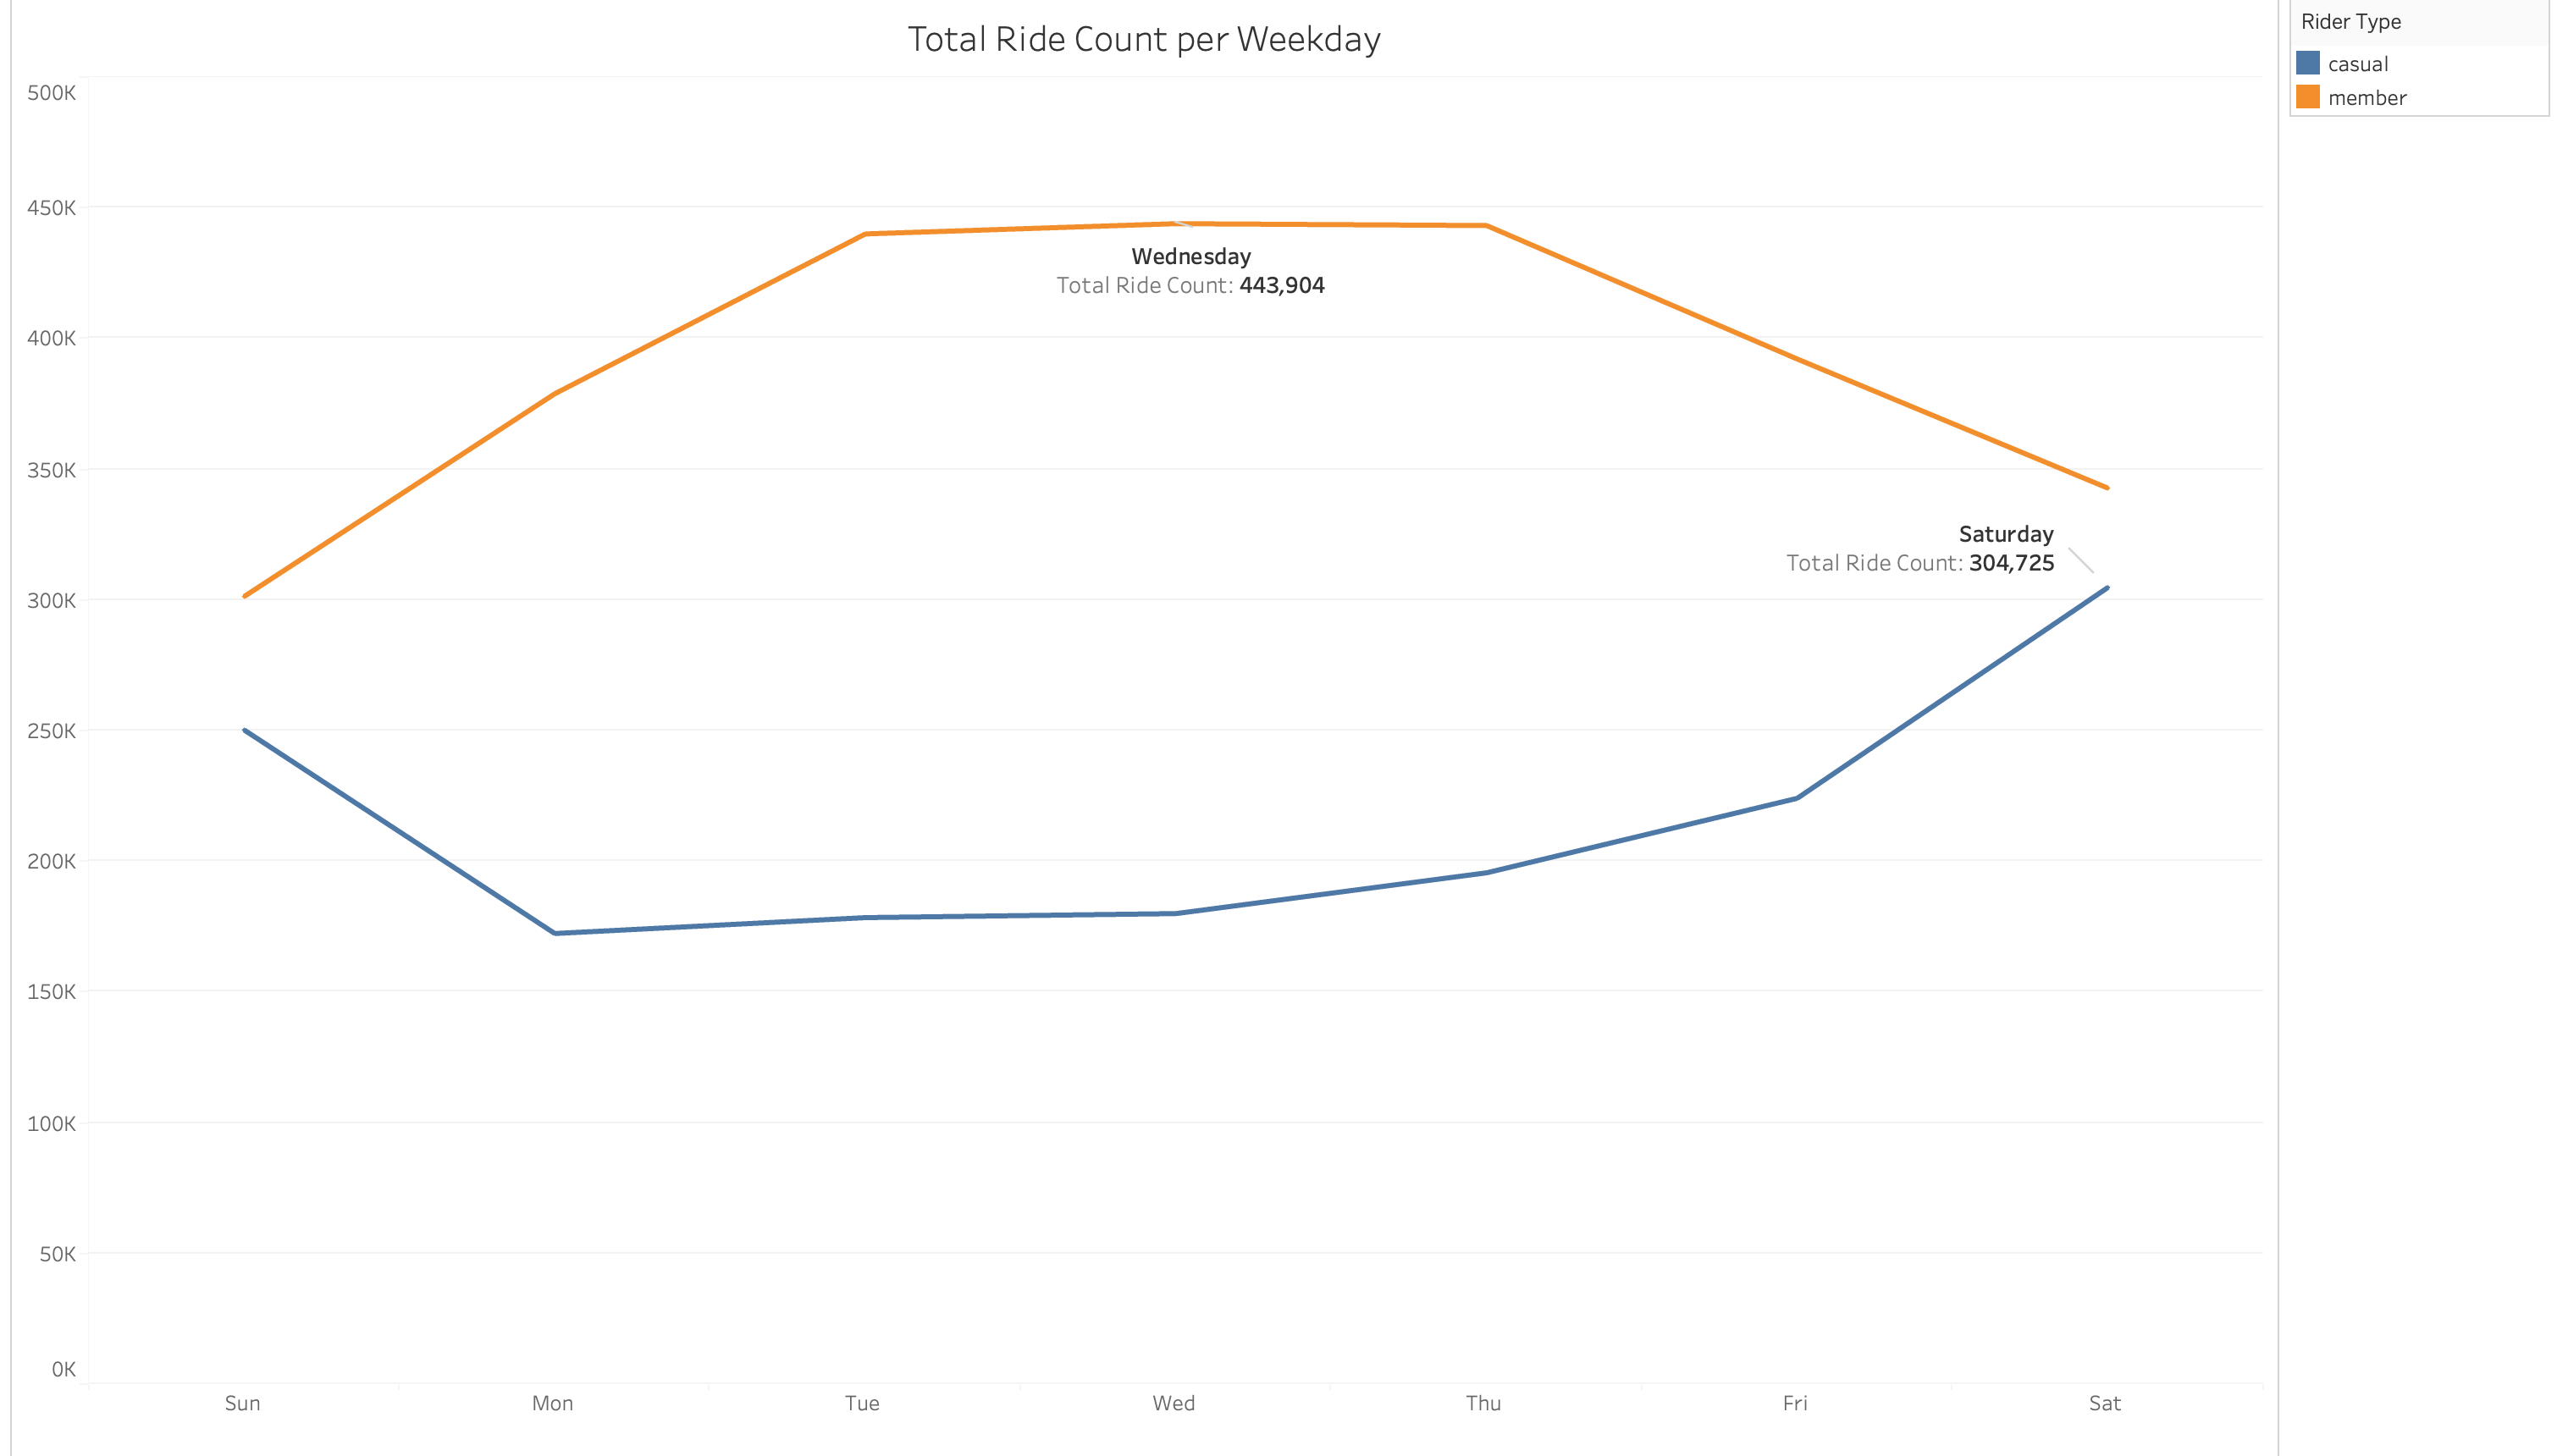 Total Ride Count per Weekday
Rider Type
casual
member
500K
450K
400K
350K
300K
250K
200K
150K
100K
50K
0K
Wednesday
Total Ride Count: 443,904
Saturday
Total Ride Count: 304,725
Sun Mon Tue Wed Thu Fri Sat